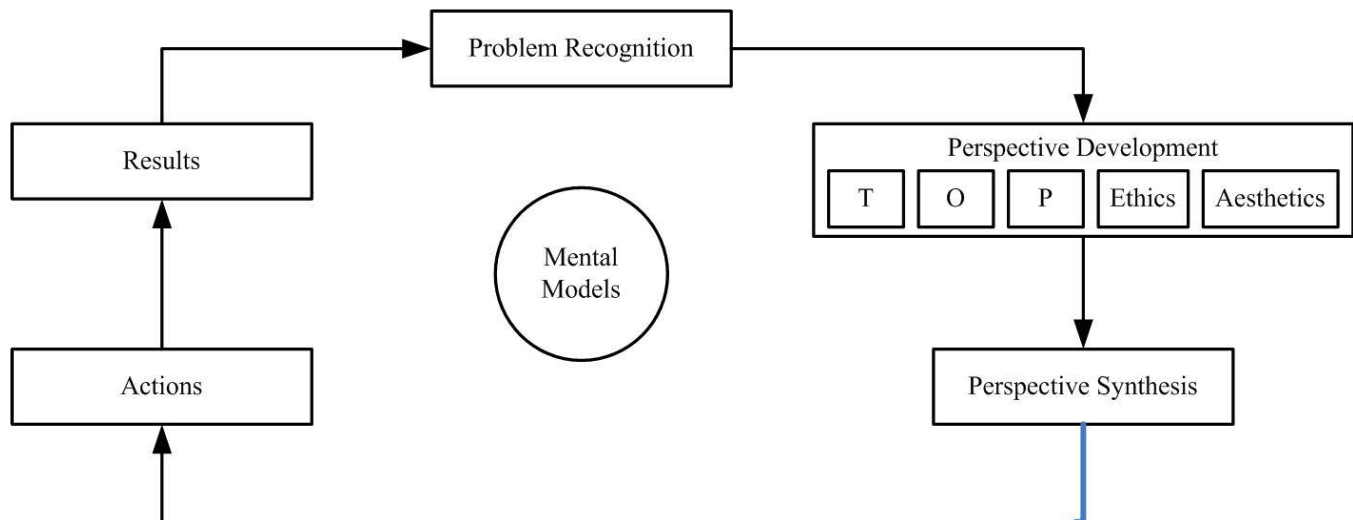 Problem Recognition
Results
Perspective Development
T
O
P
Ethics
Aesthetics
Mental
Models
Actions
Perspective Synthesis